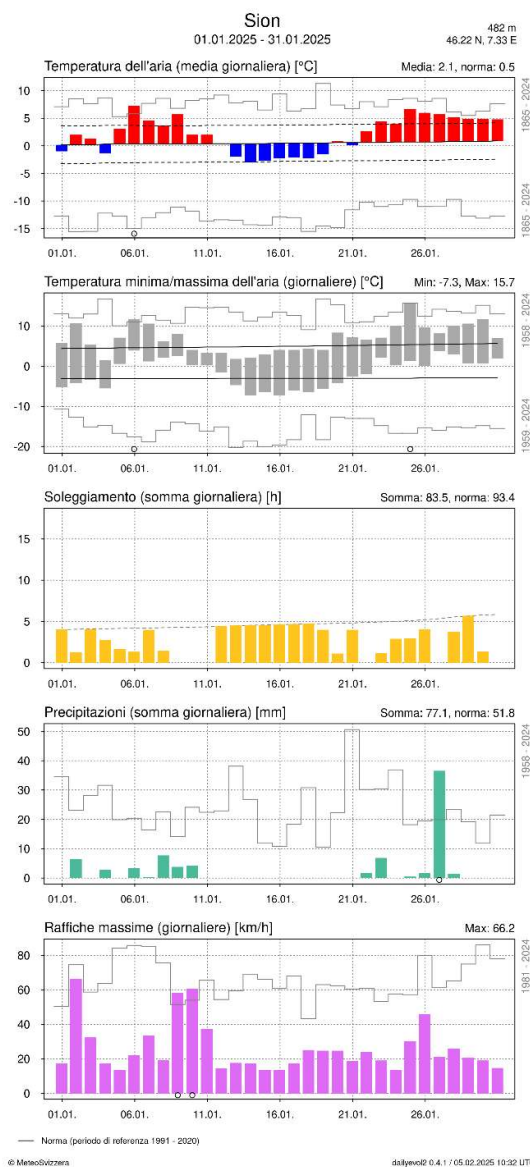 Sion
01.01.2025 - 31.01.2025
482 m
46.22 N, 7.33 E
Temperatura dell'aria (media giornaliera) [°C]
Media: 2.1, norma: 0.5
10
5
0
-5
-10
-15
1865 - 2024
1865 - 2024
01.01. 06.01. 11.01. 16.01. 21.01. 26.01.
Temperatura minima/massima dell'aria (giornaliere) [°C]
Min: -7.3, Max: 15.7
10
0
-10
-20
1958 - 2024
1959 - 2024
01.01. 06.01. 11.01. 16.01. 21.01. 26.01.
Soleggiamento (somma giornaliera) [h]
Somma: 83.5, norma: 93.4
15
10
5
0
01.01. 06.01. 11.01. 16.01. 21.01. 26.01.
Precipitazioni (somma giornaliera) [mm]
Somma: 77.1, norma: 51.8
50
40
30
20
10
0
1958 - 2024
01.01. 06.01. 11.01. 16.01. 21.01. 26.01.
Raffiche massime (giornaliere) [km/h]
Max: 66.2
80
60
40
20
0
1981 - 2024
01.01. 06.01. 11.01. 16.01. 21.01. 26.01.
Norma (periodo di referenza 1991 - 2020)
© MeteoSvizzera
dailyevol2 0.4.1 / 05.02.2025 10:32 UT